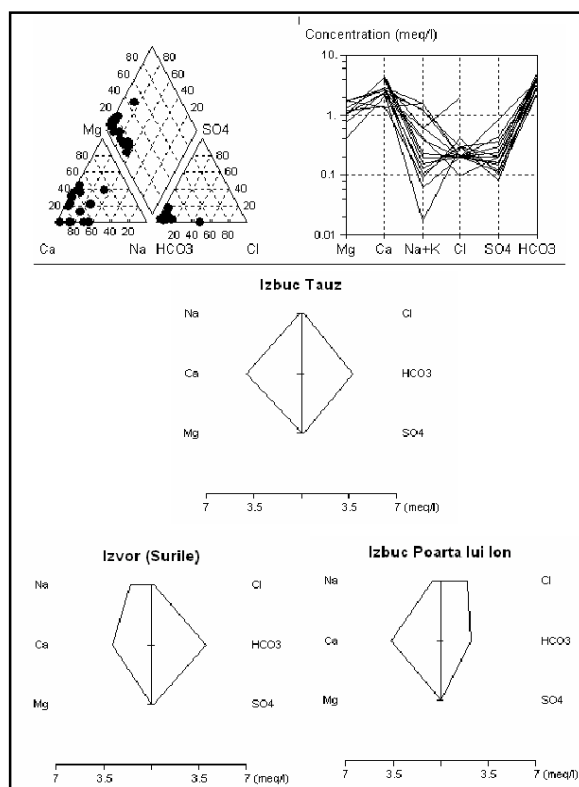 Concentration (meq/l)
80 80
60 60
40 40
20 20
Mg SO4
80 80
60 60
40 40
20 20
80 60 40 20 20 40 60 80
Ca Na HCO3 Cl
10.
1.
0.1
0.01
Mg Ca Na+K Cl SO4 HCO3
Izbuc Tauz
Na Cl
Ca HCO3
Mg SO4
7 3.5 3.5 7 (meq/l)
Izvor (Surile)
Na Cl
Ca HCO3
Mg SO4
7 3.5 3.5 7 (meq/l)
Izbuc Poarta lui Ion
Na Cl
Ca HCO3
Mg SO4
7 3.5 3.5 7 (meq/l)